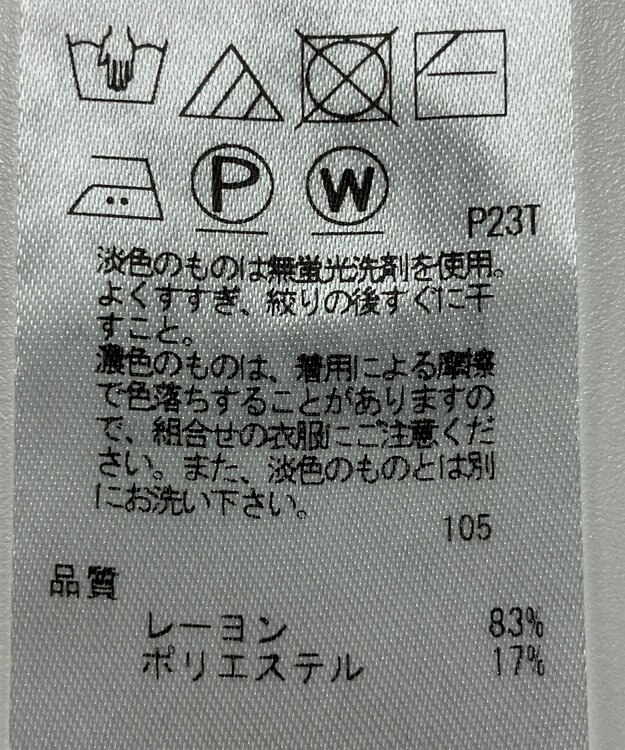 P W
P23T
淡色のものは無蛍光洗剤を使用。
よくすすぎ、絞りの後すぐに干
すこと。
濃色のものは、着用による摩擦
で色落ちすることがありますの
で、組合せの衣服にご注意くだ
さい。また、淡色のものとは別
にお洗い下さい。
105
品質
レーヨン 83%
ポリエステル 17%